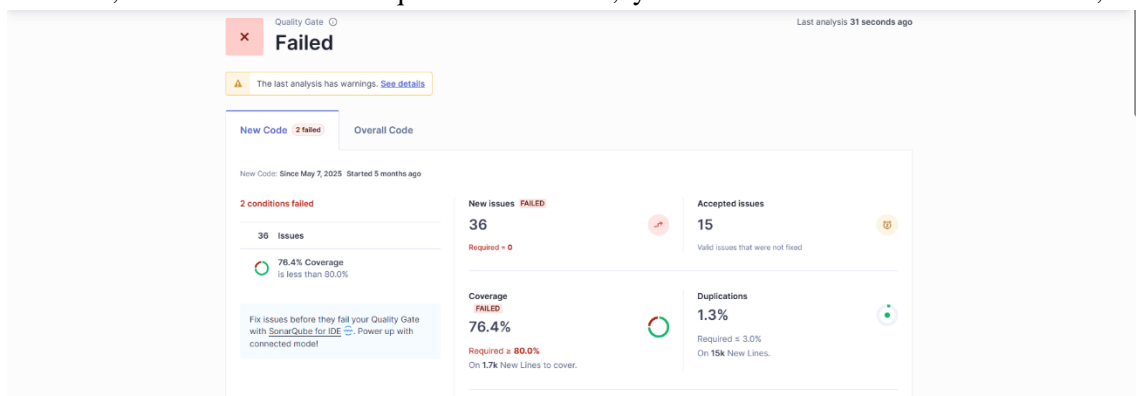 Quality Gate
Last analysis 31 seconds ago
Failed
The last analysis has warnings. See details
New Code 2 failed
Overall Code
New Code: Since May 7, 2025 Started 5 months ago
2 conditions failed
36 Issues
76.4% Coverage
is less than 80.0%
Fix issues before they fail your Quality Gate
with SonarQube for IDE. Power up with
connected mode!
New issues FAILED
36
Required = 0
Accepted issues
15
Valid issues that were not fixed
Coverage
FAILED
76.4%
Required ≥ 80.0%
On 1.7k New Lines to cover.
Duplications
1.3%
Required ≤ 3.0%
On 15k New Lines.